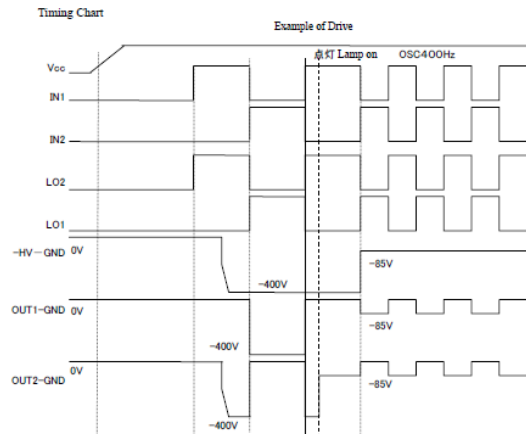 Timing Chart
Example of Drive
点灯 Lamp on OSC400Hz
Vcc
IN1
IN2
LO2
LO1
-HV-GND 0V
-400V
-85V
OUT1-GND 0V
-85V
-400V
OUT2-GND 0V
-85V
-400V